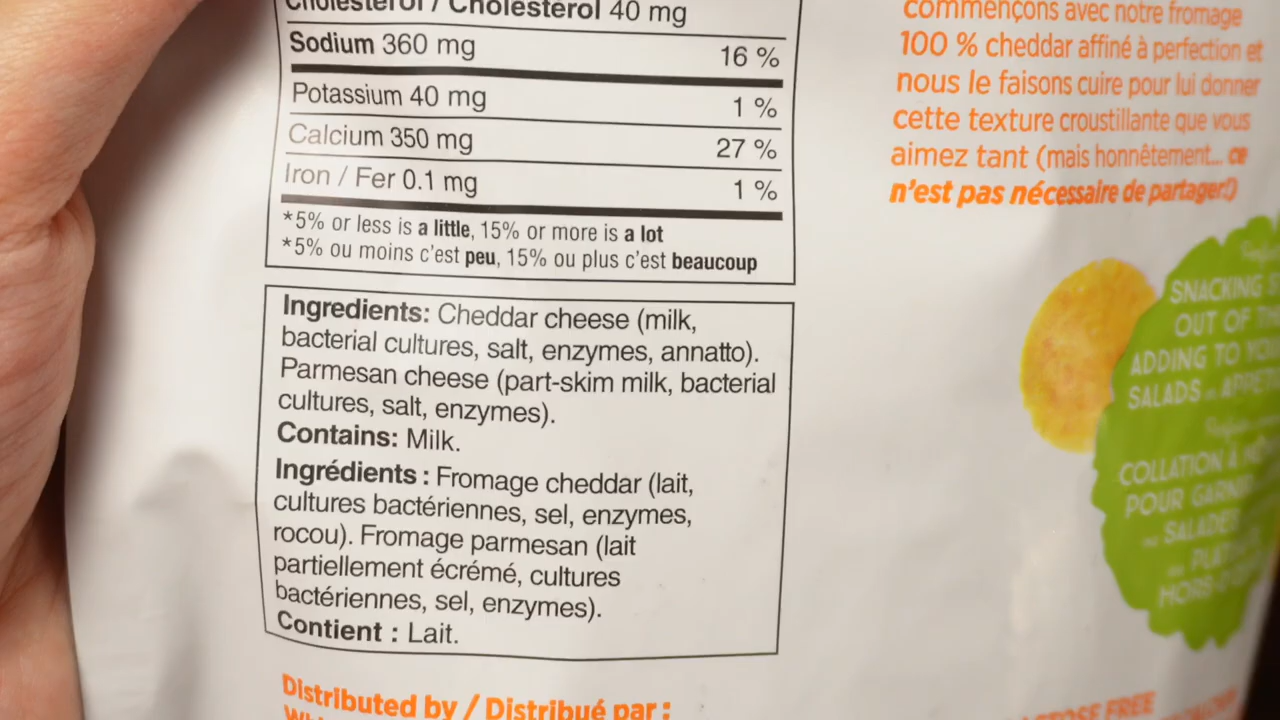 Cholesterol / Cholestérol 40 mg
Sodium 360 mg 16 %
Potassium 40 mg 1 %
Calcium 350 mg 27 %
Iron / Fer 0.1 mg 1 %
*5% or less is a little, 15% or more is a lot
*5% ou moins c'est peu, 15% ou plus c'est beaucoup
Ingredients: Cheddar cheese (milk,
bacterial cultures, salt, enzymes, annatto).
Parmesan cheese (part-skim milk, bacterial
cultures, salt, enzymes).
Contains: Milk.
Ingrédients : Fromage cheddar (lait,
cultures bactériennes, sel, enzymes,
rocou). Fromage parmesan (lait
partiellement écrémé, cultures
bactériennes, sel, enzymes).
Contient : Lait.
Distributed by / Distribué par :
commençons avec notre fromage
100 % cheddar affiné à perfection et
nous le faisons cuire pour lui donner
cette texture croustillante que vous
aimez tant (mais honnêtement... ce
n'est pas nécessaire de partager!)
SNACKING
OUT OF
ADDING TO
SALADS
COLLATION À
POUR
FREE